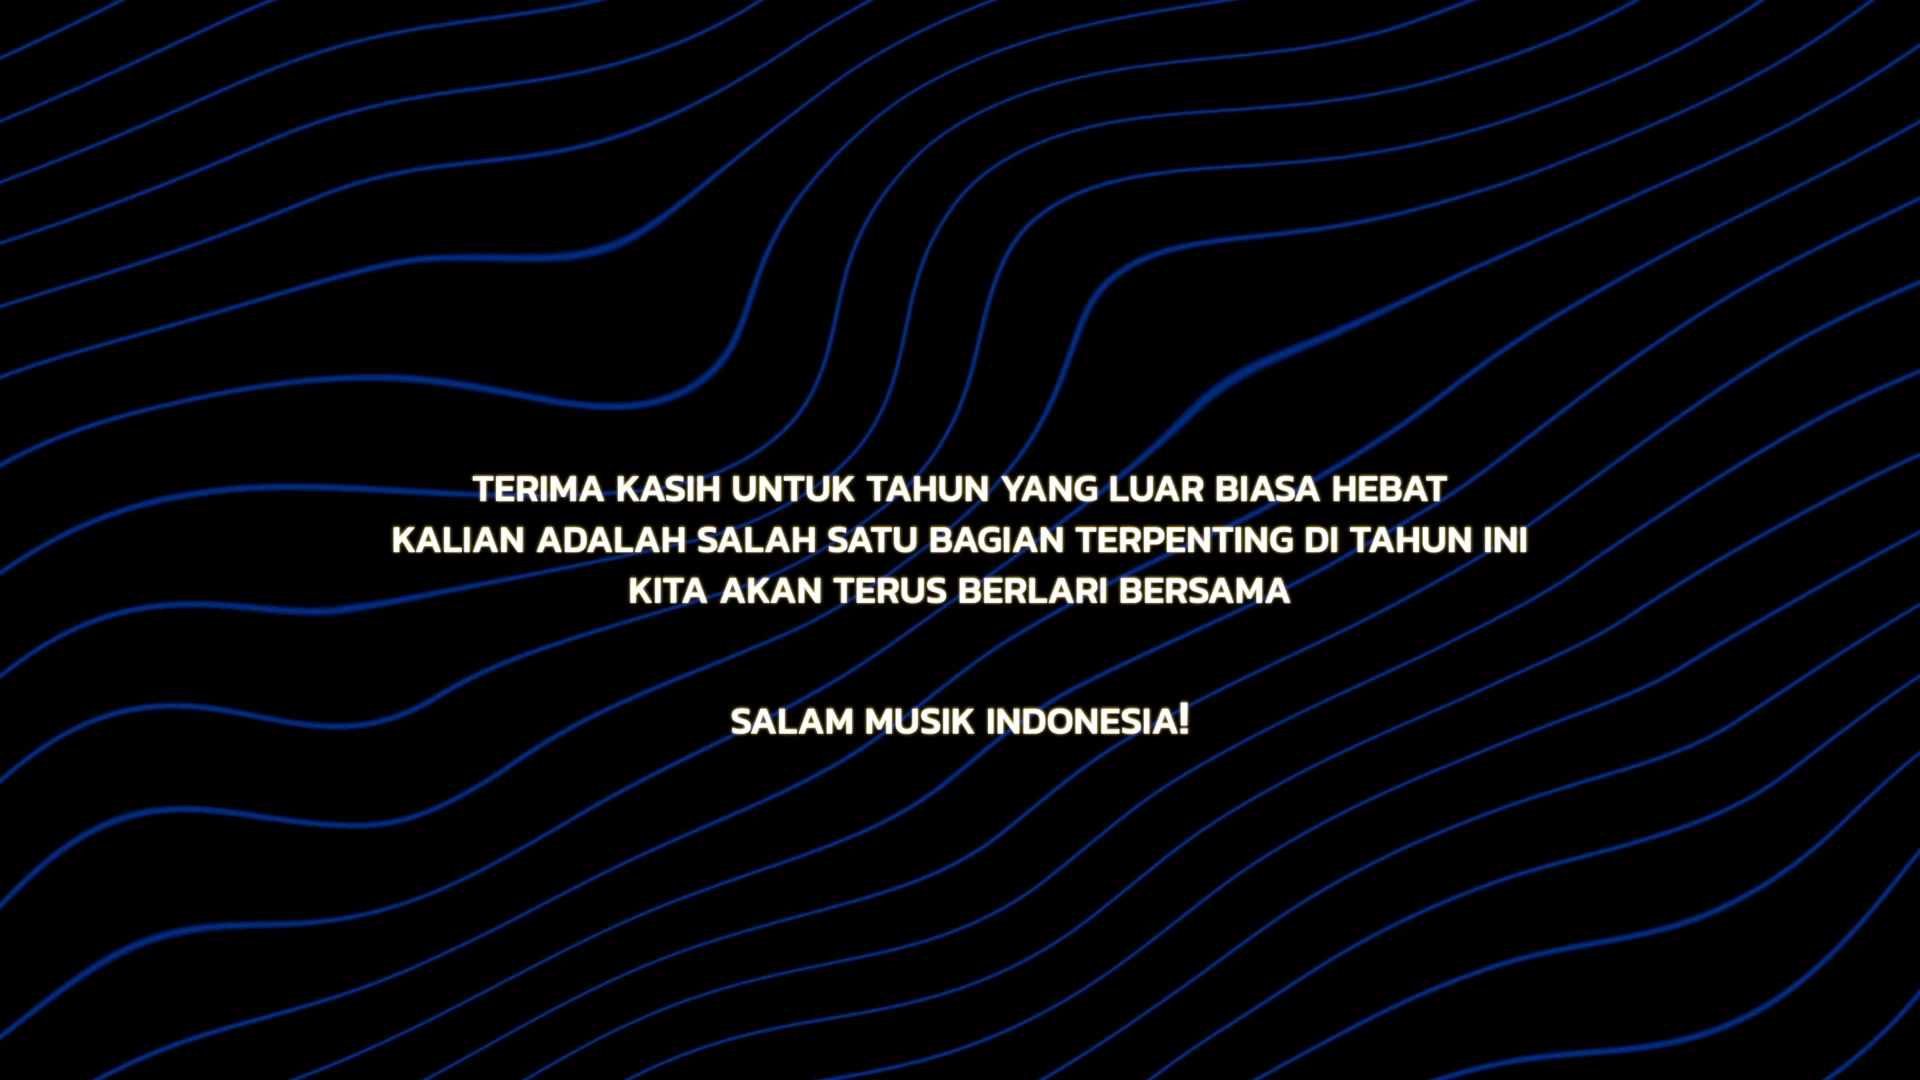 TERIMA KASIH UNTUK TAHUN YANG LUAR BIASA HEBAT
KALIAN ADALAH SALAH SATU BAGIAN TERPENTING DI TAHUN INI
KITA AKAN TERUS BERLARI BERSAMA
SALAM MUSIK INDONESIA!